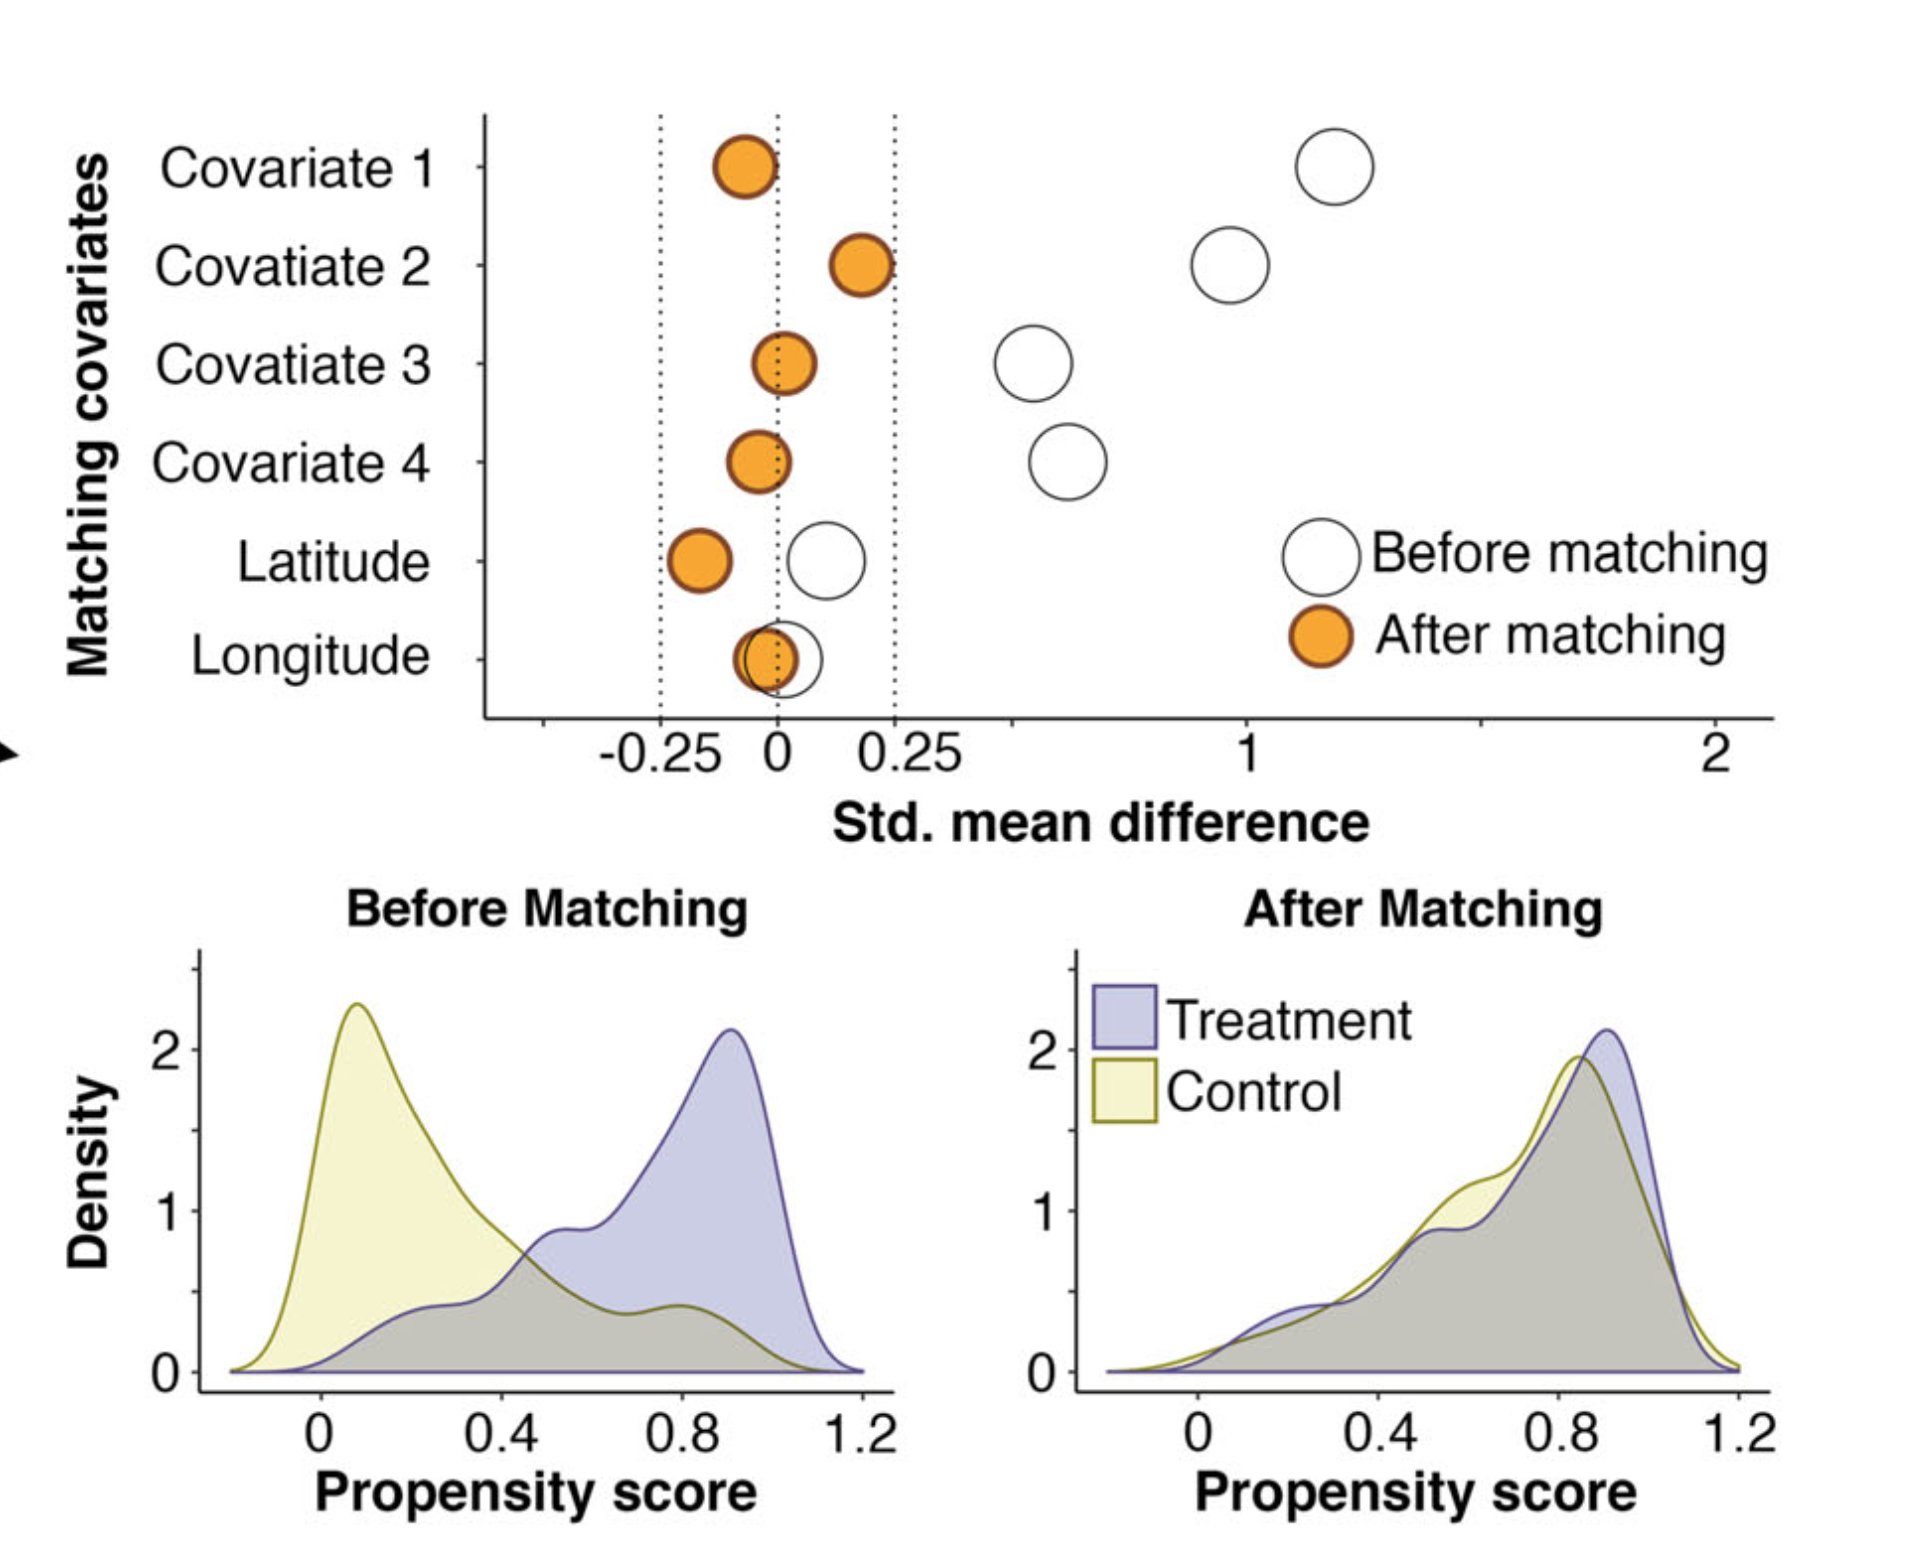 Matching covariates
Covariate 1
Covatiate 2
Covatiate 3
Covariate 4
Latitude
Longitude
Before matching
After matching
-0.25 0 0.25 1 2
Std. mean difference
Before Matching
Density
2
1
0
0 0.4 0.8 1.2
Propensity score
After Matching
Treatment
Control
2
1
0
0 0.4 0.8 1.2
Propensity score